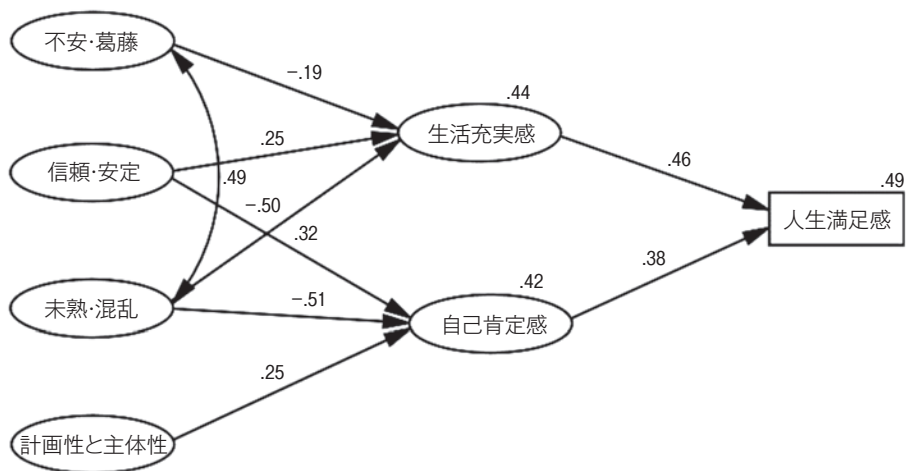 不安・葛藤
−.19
.44
生活充実感
.25
信頼・安定
.49
−.50
.32
.46
.49
人生満足感
.38
未熟・混乱
−.51
.42
自己肯定感
.25
計画性と主体性